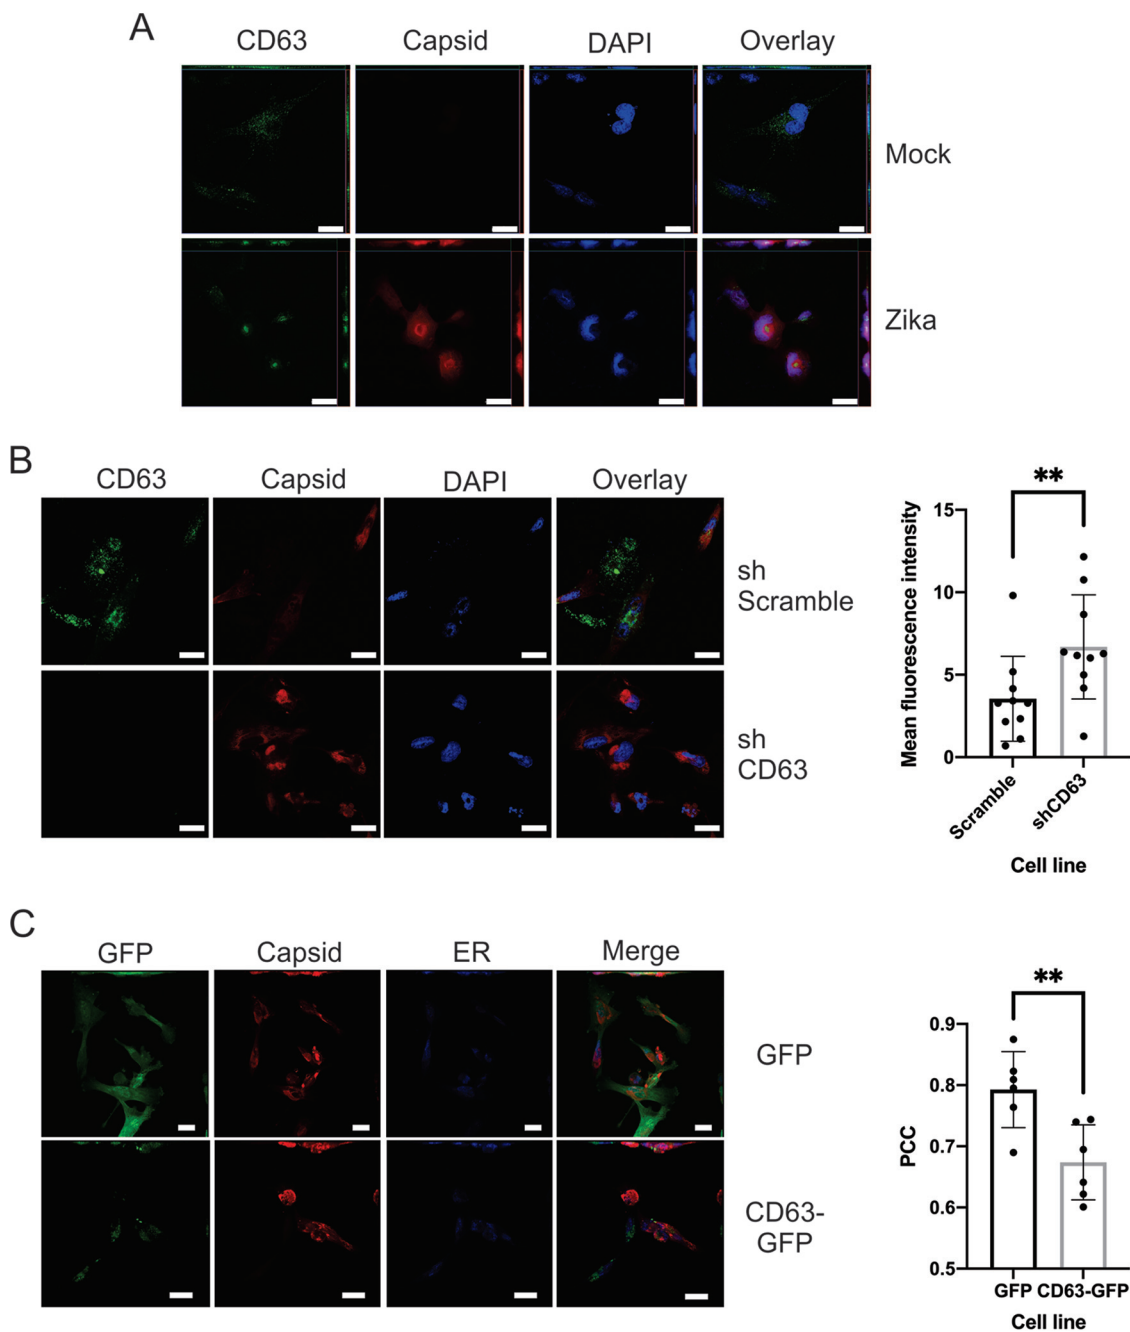 A
CD63 Capsid DAPI Overlay
Mock
Zika
B
CD63 Capsid DAPI Overlay
sh
Scramble
sh
CD63
**
Mean fluorescence intensity
15
10
5
0
Scramble shCD63
Cell line
C
GFP Capsid ER Merge
GFP
CD63-
GFP
**
PCC
0.9
0.8
0.7
0.6
0.5
GFP CD63-GFP
Cell line